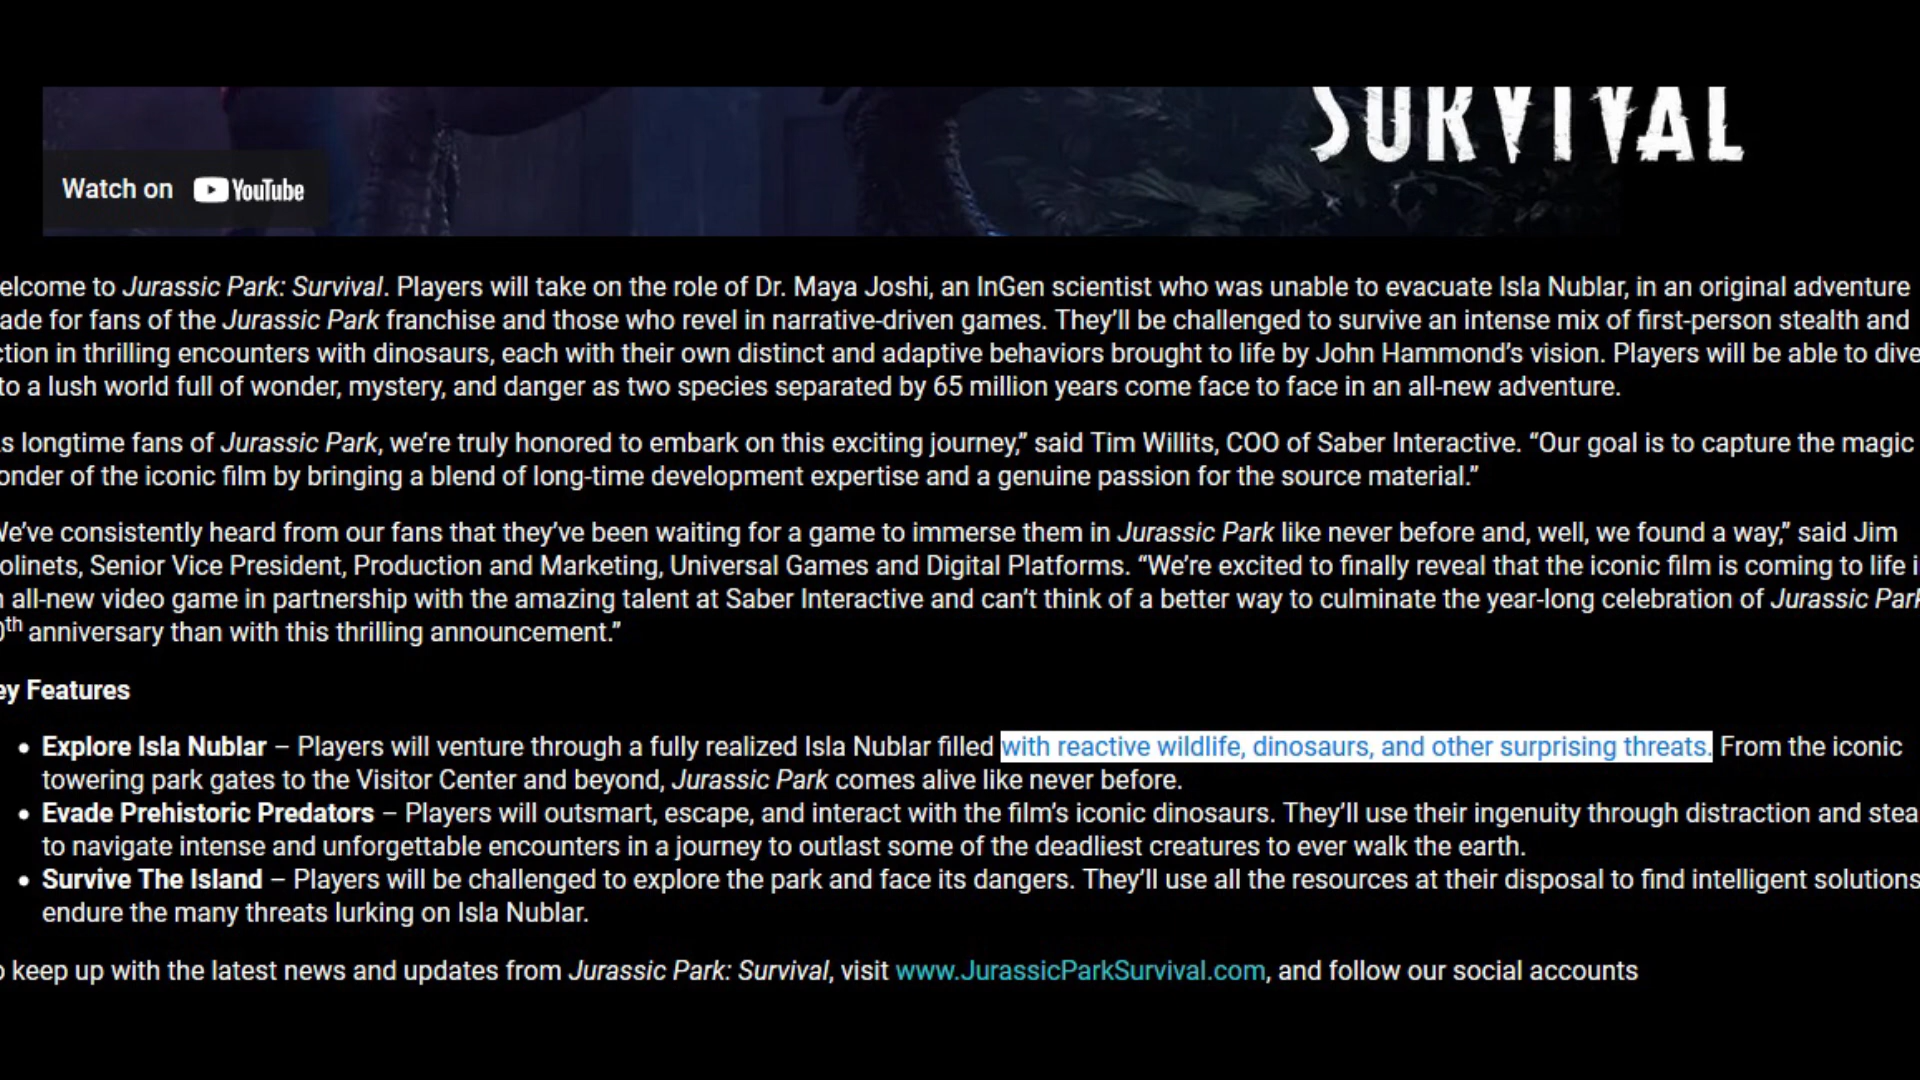 SURVIVAL
Watch on YouTube
elcome to Jurassic Park: Survival. Players will take on the role of Dr. Maya Joshi, an InGen scientist who was unable to evacuate Isla Nublar, in an original adventure
ade for fans of the Jurassic Park franchise and those who revel in narrative-driven games. They’ll be challenged to survive an intense mix of first-person stealth and
ction in thrilling encounters with dinosaurs, each with their own distinct and adaptive behaviors brought to life by John Hammond’s vision. Players will be able to dive
to a lush world full of wonder, mystery, and danger as two species separated by 65 million years come face to face in an all-new adventure.
s longtime fans of Jurassic Park, we’re truly honored to embark on this exciting journey,” said Tim Willits, COO of Saber Interactive. “Our goal is to capture the magic
onder of the iconic film by bringing a blend of long-time development expertise and a genuine passion for the source material.”
We’ve consistently heard from our fans that they’ve been waiting for a game to immerse them in Jurassic Park like never before and, well, we found a way,” said Jim
olinets, Senior Vice President, Production and Marketing, Universal Games and Digital Platforms. “We’re excited to finally reveal that the iconic film is coming to life i
n all-new video game in partnership with the amazing talent at Saber Interactive and can’t think of a better way to culminate the year-long celebration of Jurassic Park
0th anniversary than with this thrilling announcement.”
ey Features
• Explore Isla Nublar – Players will venture through a fully realized Isla Nublar filled with reactive wildlife, dinosaurs, and other surprising threats. From the iconic
towering park gates to the Visitor Center and beyond, Jurassic Park comes alive like never before.
• Evade Prehistoric Predators – Players will outsmart, escape, and interact with the film’s iconic dinosaurs. They’ll use their ingenuity through distraction and stea
to navigate intense and unforgettable encounters in a journey to outlast some of the deadliest creatures to ever walk the earth.
• Survive The Island – Players will be challenged to explore the park and face its dangers. They’ll use all the resources at their disposal to find intelligent solutions
endure the many threats lurking on Isla Nublar.
o keep up with the latest news and updates from Jurassic Park: Survival, visit www.JurassicParkSurvival.com, and follow our social accounts